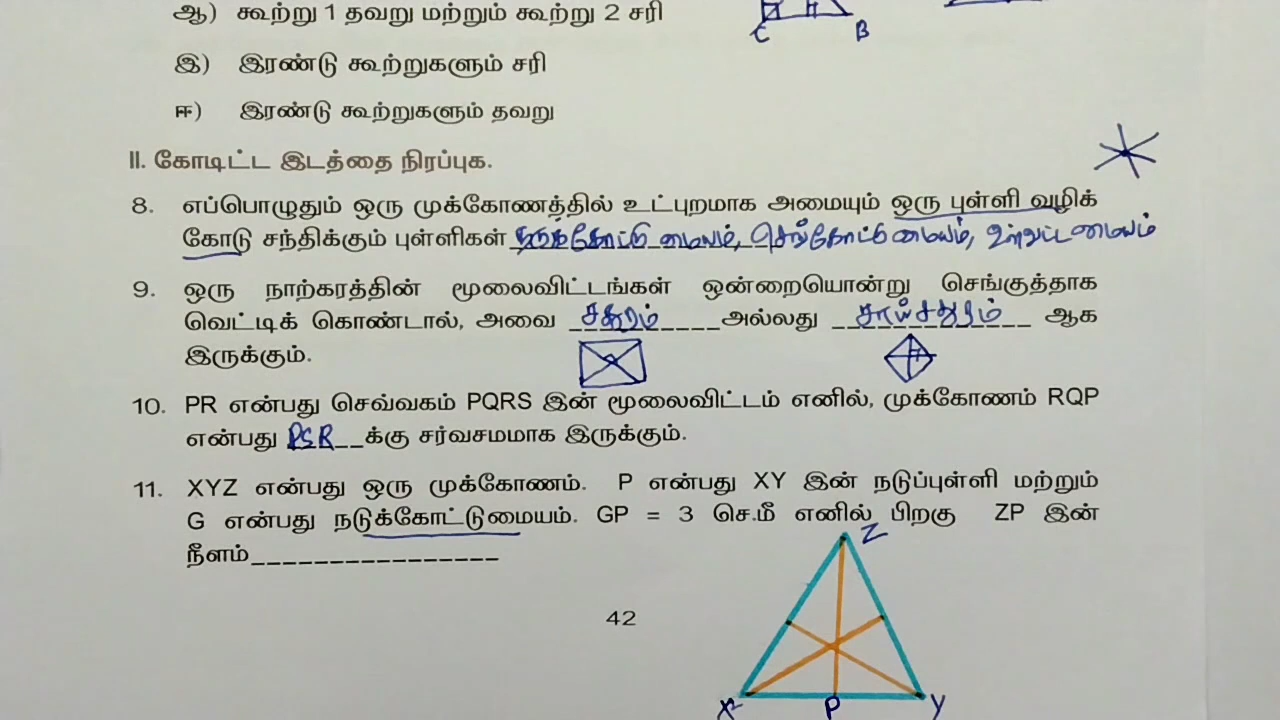 ஆ) கூற்று 1 தவறு மற்றும் கூற்று 2 சரி
C B
இ) இரண்டு கூற்றுகளும் சரி
ஈ) இரண்டு கூற்றுகளும் தவறு
II. கோடிட்ட இடத்தை நிரப்புக.
8. எப்பொழுதும் ஒரு முக்கோணத்தில் உட்புறமாக அமையும் ஒரு புள்ளி வழிக்
கோடு சந்திக்கும் புள்ளிகள் மையம், செங்கோட்டு மையம், உள்வட்ட மையம்
9. ஒரு நாற்கரத்தின் மூலைவிட்டங்கள் ஒன்றையொன்று செங்குத்தாக
வெட்டிக் கொண்டால், அவை சதுரம் அல்லது சாய்சதுரம் ஆக
இருக்கும்.
10. PR என்பது செவ்வகம் PQRS இன் மூலைவிட்டம் எனில், முக்கோணம் RQP
என்பது PSR__க்கு சர்வசமமாக இருக்கும்.
11. XYZ என்பது ஒரு முக்கோணம். P என்பது XY இன் நடுப்புள்ளி மற்றும்
G என்பது நடுக்கோட்டுமையம். GP = 3 செ.மீ எனில் பிறகு ZP இன்
நீளம்________________
Z
42
X P Y